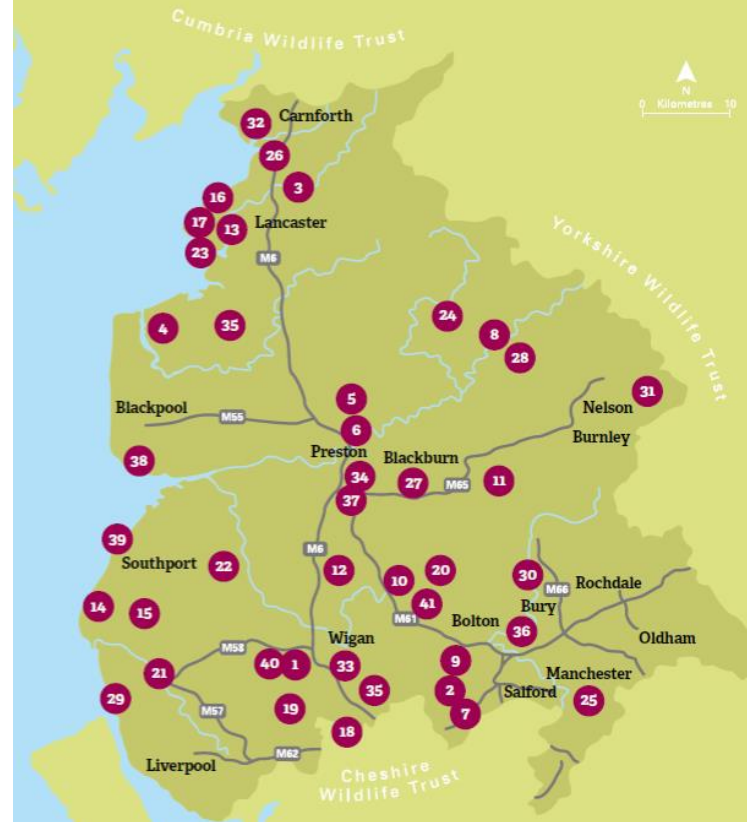 Cumbria Wildlife Trust
N
0 Kilometres 10
32
Carnforth
26
3
16
17
13
Lancaster
23
M6
Yorkshire Wildlife Trust
24
4
35
8
28
31
5
Nelson
Blackpool
M55
6
Burnley
Preston
Blackburn
38
34
27
M65
11
37
39
M6
Southport
22
12
10
20
30
M66
Rochdale
14
15
41
M61
Bolton
Bury
36
Oldham
Wigan
M58
40
1
33
9
21
Manchester
35
2
Salford
29
19
25
M57
7
18
M62
Liverpool
Cheshire
Wildlife Trust